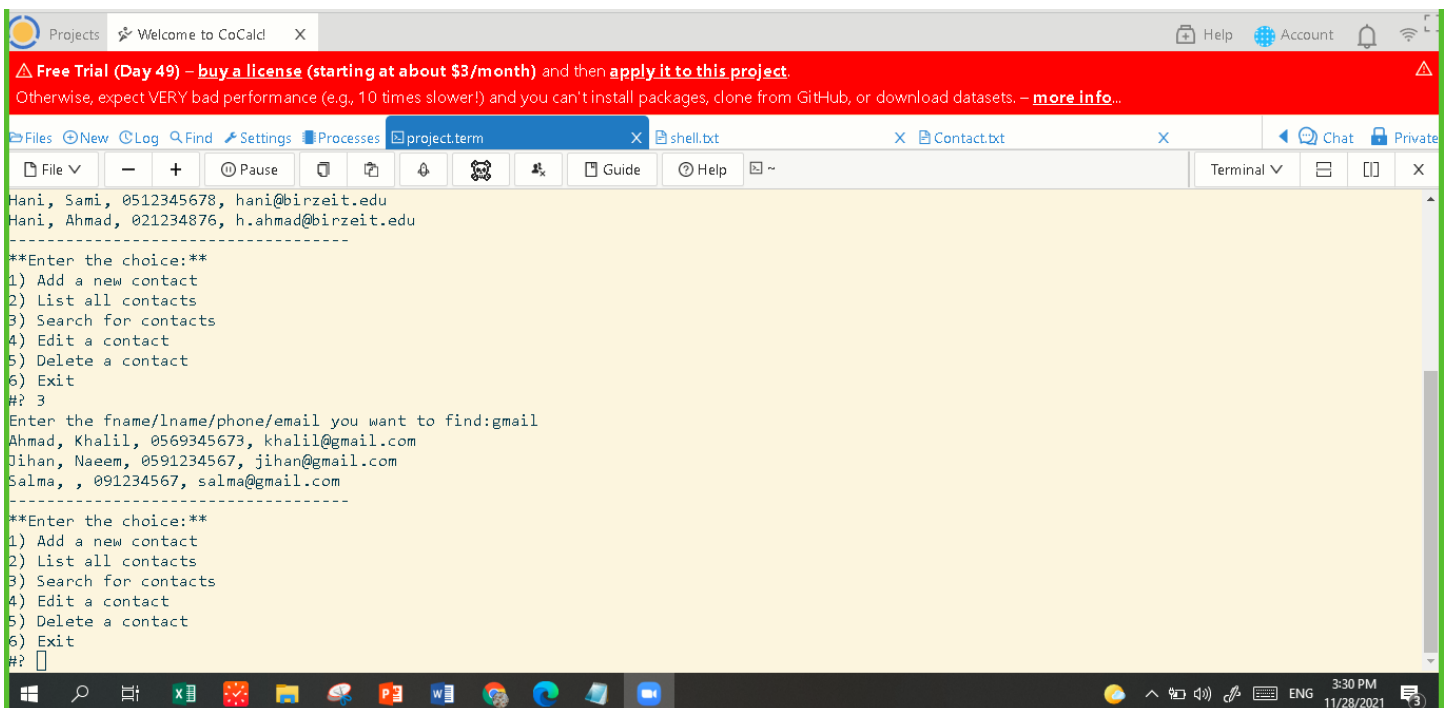 Projects Welcome to CoCalc! X Help Account
Free Trial (Day 49) – buy a license (starting at about $3/month) and then apply it to this project.
Otherwise, expect VERY bad performance (e.g., 10 times slower!) and you can't install packages, clone from GitHub, or download datasets. – more info...
Files New Log Find Settings Processes project.term X shell.txt X Contact.txt X Chat Private
File Pause Guide Help ~ Terminal X
Hani, Sami, 0512345678, hani@birzeit.edu
Hani, Ahmad, 021234876, h.ahmad@birzeit.edu
------------------------------------
**Enter the choice:**
1) Add a new contact
2) List all contacts
3) Search for contacts
4) Edit a contact
5) Delete a contact
6) Exit
#? 3
Enter the fname/lname/phone/email you want to find:gmail
Ahmad, Khalil, 0569345673, khalil@gmail.com
Jihan, Naeem, 0591234567, jihan@gmail.com
Salma, , 091234567, salma@gmail.com
------------------------------------
**Enter the choice:**
1) Add a new contact
2) List all contacts
3) Search for contacts
4) Edit a contact
5) Delete a contact
6) Exit
#?
ENG 3:30 PM
11/28/2021 3